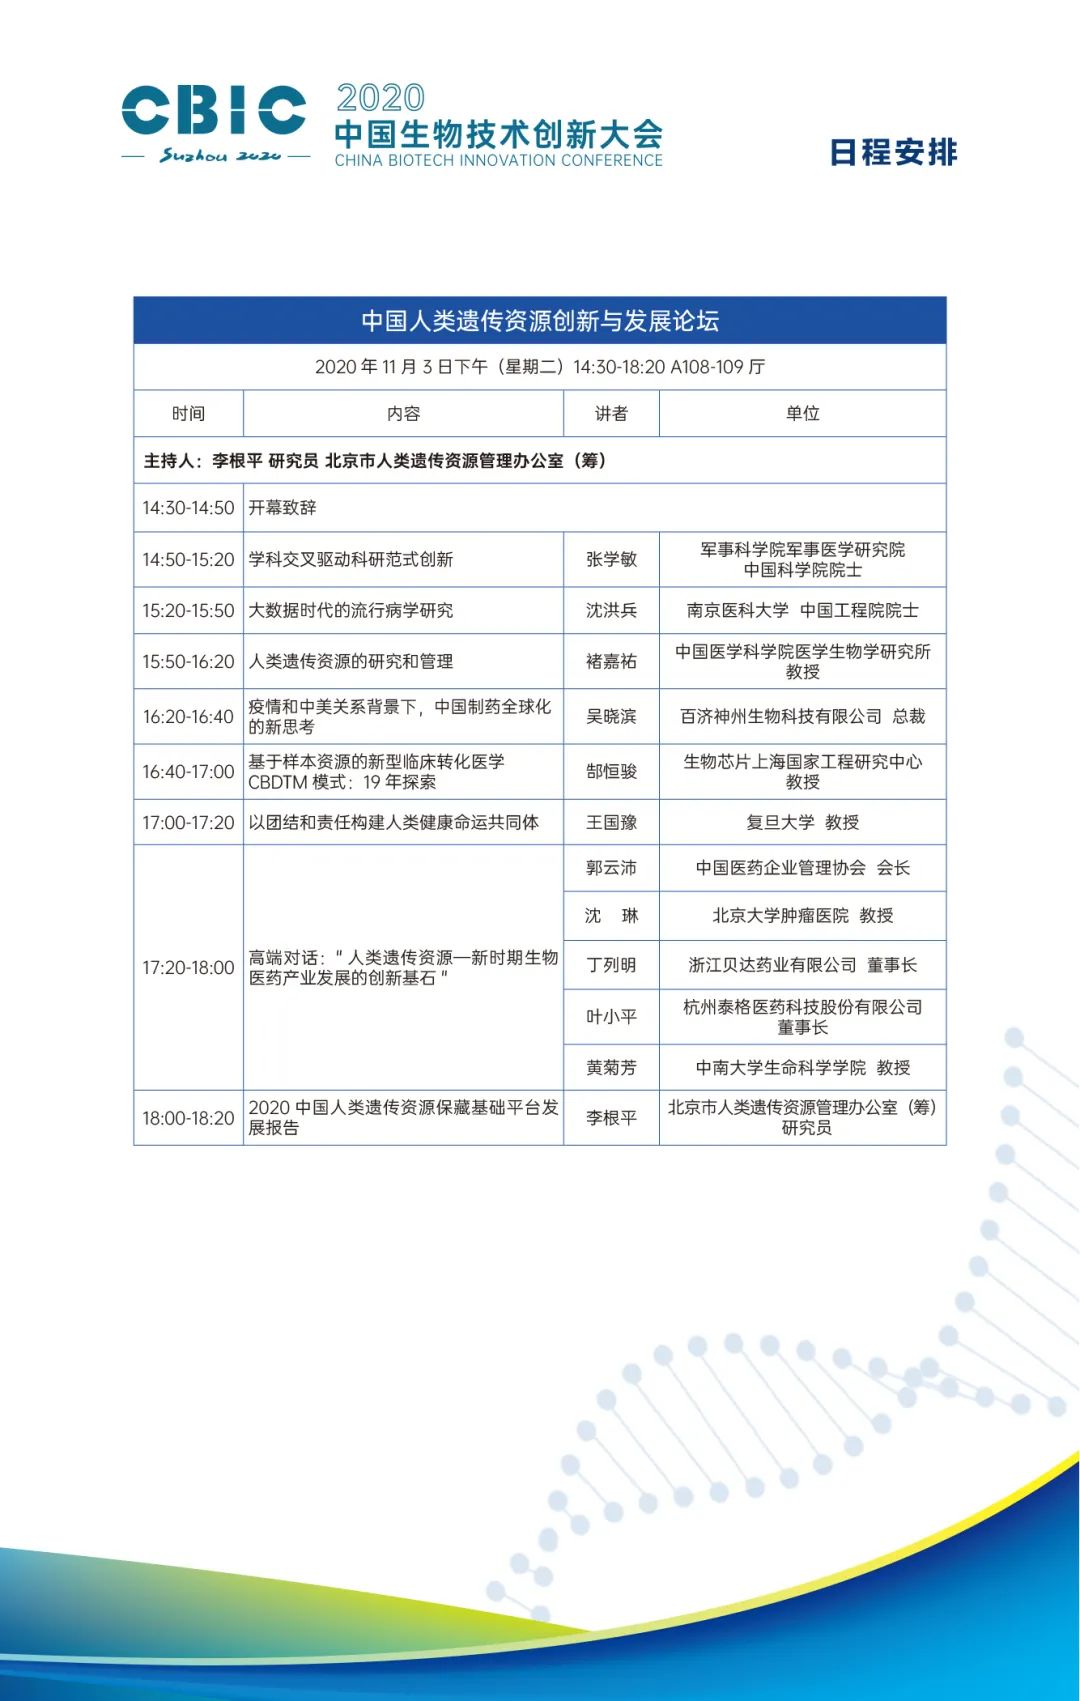 CBIC
Suzhou 2020
2020
中国生物技术创新大会
CHINA BIOTECH INNOVATION CONFERENCE
日程安排
中国人类遗传资源创新与发展论坛
2020 年 11 月 3 日下午（星期二）14:30-18:20 A108-109 厅
时间 内容 讲者 单位
主持人：李根平 研究员 北京市人类遗传资源管理办公室（筹）
14:30-14:50 开幕致辞
14:50-15:20 学科交叉驱动科研范式创新 张学敏 军事科学院军事医学研究院
中国科学院院士
15:20-15:50 大数据时代的流行病学研究 沈洪兵 南京医科大学 中国工程院院士
15:50-16:20 人类遗传资源的研究和管理 褚嘉祐 中国医学科学院医学生物学研究所
教授
16:20-16:40 疫情和中美关系背景下，中国制药全球化
的新思考 吴晓滨 百济神州生物科技有限公司 总裁
16:40-17:00 基于样本资源的新型临床转化医学
CBDTM 模式：19 年探索 郜恒骏 生物芯片上海国家工程研究中心
教授
17:00-17:20 以团结和责任构建人类健康命运共同体 王国豫 复旦大学 教授
17:20-18:00 高端对话："人类遗传资源—新时期生物
医药产业发展的创新基石"
郭云沛 中国医药企业管理协会 会长
沈 琳 北京大学肿瘤医院 教授
丁列明 浙江贝达药业有限公司 董事长
叶小平 杭州泰格医药科技股份有限公司
董事长
黄菊芳 中南大学生命科学学院 教授
18:00-18:20 2020 中国人类遗传资源保藏基础平台发
展报告 李根平 北京市人类遗传资源管理办公室（筹）
研究员